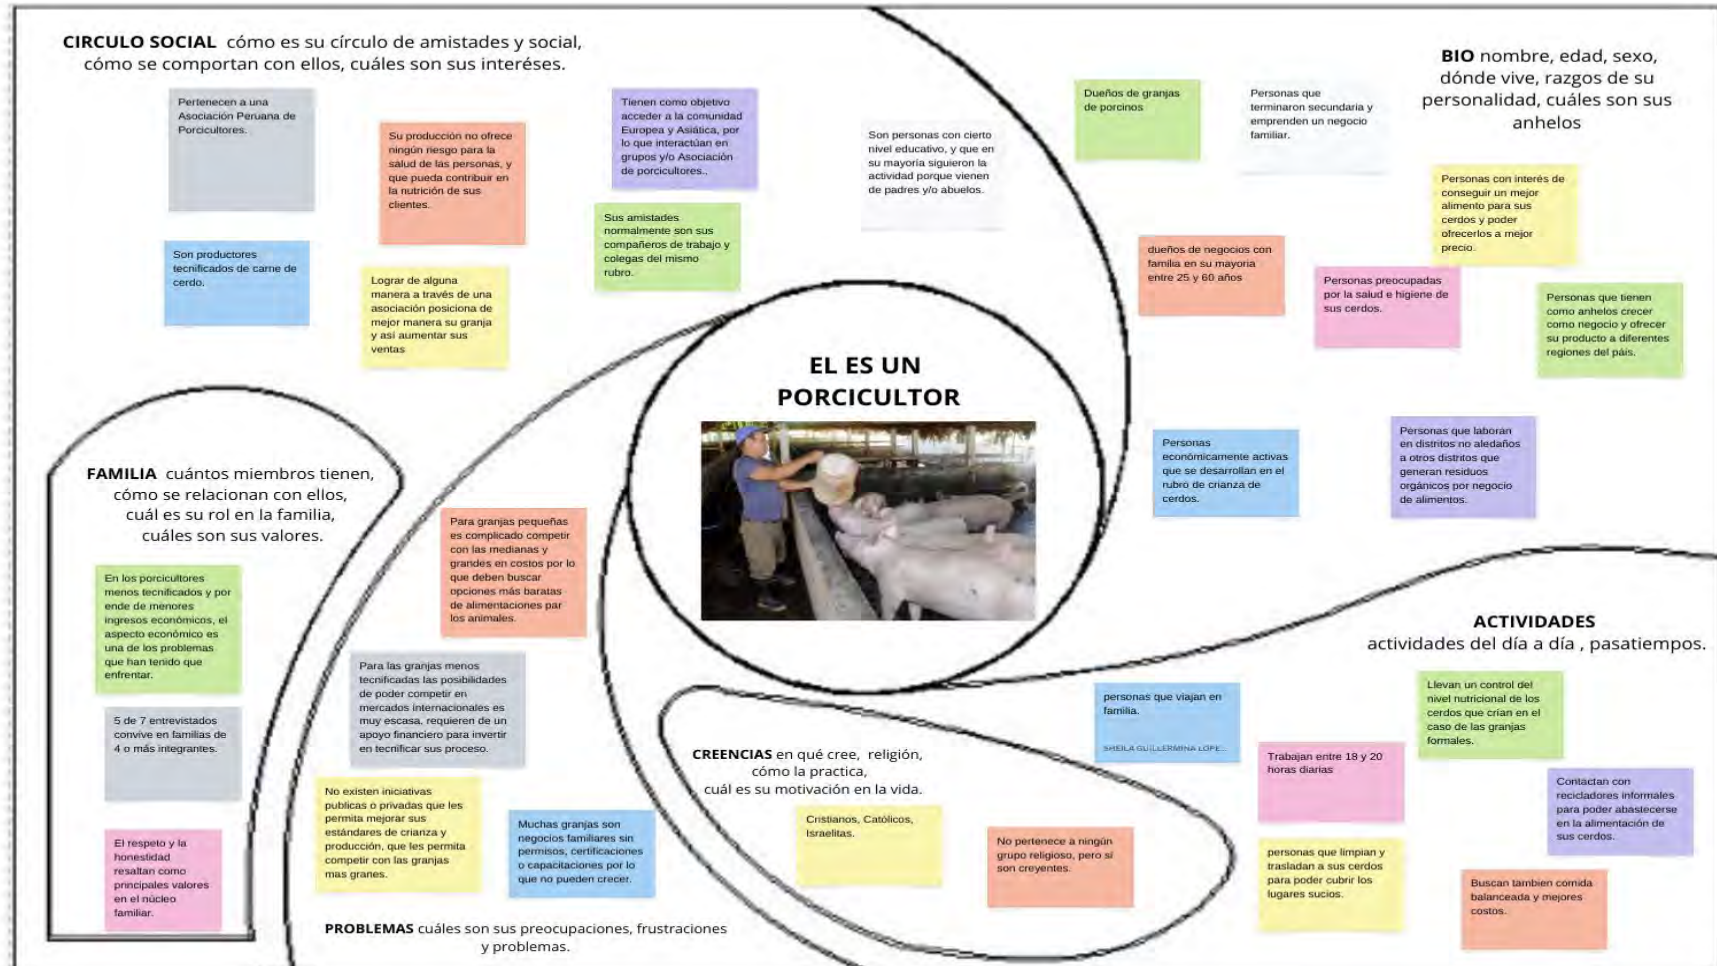 CIRCULO SOCIAL cómo es su círculo de amistades y social,
cómo se comportan con ellos, cuáles son sus interéses.
Pertenecen a una
Asociación Peruana de
Porcicultores.
Su producción no ofrece
ningún riesgo para la
salud de las personas, y
que pueda contribuir en
la nutrición de sus
clientes.
Tienen como objetivo
acceder a la comunidad
Europea y Asiática, por
lo que interactúan en
grupos y/o Asociación
de porcicultores..
Son personas con cierto
nivel educativo, y que en
su mayoría siguieron la
actividad porque vienen
de padres y/o abuelos.
Son productores
tecnificados de carne de
cerdo.
Lograr de alguna
manera a través de una
asociación posiciona de
mejor manera su granja
y así aumentar sus
ventas
Sus amistades
normalmente son sus
compañeros de trabajo y
colegas del mismo
rubro.
BIO nombre, edad, sexo,
dónde vive, razgos de su
personalidad, cuáles son sus
anhelos
Dueños de granjas
de porcinos
Personas que
terminaron secundaria y
emprenden un negocio
familiar.
Personas con interés de
conseguir un mejor
alimento para sus
cerdos y poder
ofrecerlos a mejor
precio.
dueños de negocios con
familia en su mayoria
entre 25 y 60 años
Personas preocupadas
por la salud e higiene de
sus cerdos.
Personas que tienen
como anhelos crecer
como negocio y ofrecer
su producto a diferentes
regiones del páis.
Personas
económicamente activas
que se desarrollan en el
rubro de crianza de
cerdos.
Personas que laboran
en distritos no aledaños
a otros distritos que
generan residuos
orgánicos por negocio
de alimentos.
EL ES UN
PORCICULTOR
FAMILIA cuántos miembros tienen,
cómo se relacionan con ellos,
cuál es su rol en la familia,
cuáles son sus valores.
En los porcicultores
menos tecnificados y por
ende de menores
ingresos económicos, el
aspecto económico es
una de los problemas
que han tenido que
enfrentar.
5 de 7 entrevistados
convive en familias de
4 o más integrantes.
El respeto y la
honestidad
resaltan como
principales valores
en el núcleo
familiar.
Para granjas pequeñas
es complicado competir
con las medianas y
grandes en costos por lo
que deben buscar
opciones más baratas
de alimentaciones par
los animales.
Para las granjas menos
tecnificadas las posibilidades
de poder competir en
mercados internacionales es
muy escasa, requieren de un
apoyo financiero para invertir
en tecnificar sus proceso.
No existen iniciativas
publicas o privadas que les
permita mejorar sus
estándares de crianza y
producción, que les permita
competir con las granjas
mas granes.
Muchas granjas son
negocios familiares sin
permisos, certificaciones
o capacitaciones por lo
que no pueden crecer.
PROBLEMAS cuáles son sus preocupaciones, frustraciones
y problemas.
CREENCIAS en qué cree, religión,
cómo la practica,
cuál es su motivación en la vida.
Cristianos, Católicos,
Israelitas.
No pertenece a ningún
grupo religioso, pero sí
son creyentes.
ACTIVIDADES
actividades del día a día , pasatiempos.
personas que viajan en
familia.
SHEILA GUILLERMINA LOPE...
Trabajan entre 18 y 20
horas diarias
Llevan un control del
nivel nutricional de los
cerdos que crían en el
caso de las granjas
formales.
Contactan con
recicladores informales
para poder abastecerse
en la alimentación de
sus cerdos.
personas que limpian y
trasladan a sus cerdos
para poder cubrir los
lugares sucios.
Buscan tambien comida
balanceada y mejores
costos.